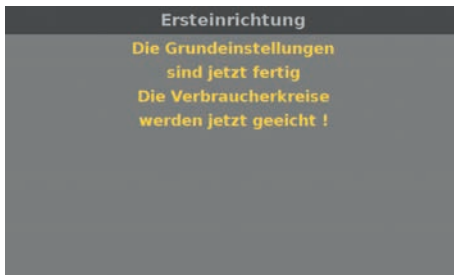 Ersteinrichtung
Die Grundeinstellungen
sind jetzt fertig
Die Verbraucherkreise
werden jetzt geeicht !